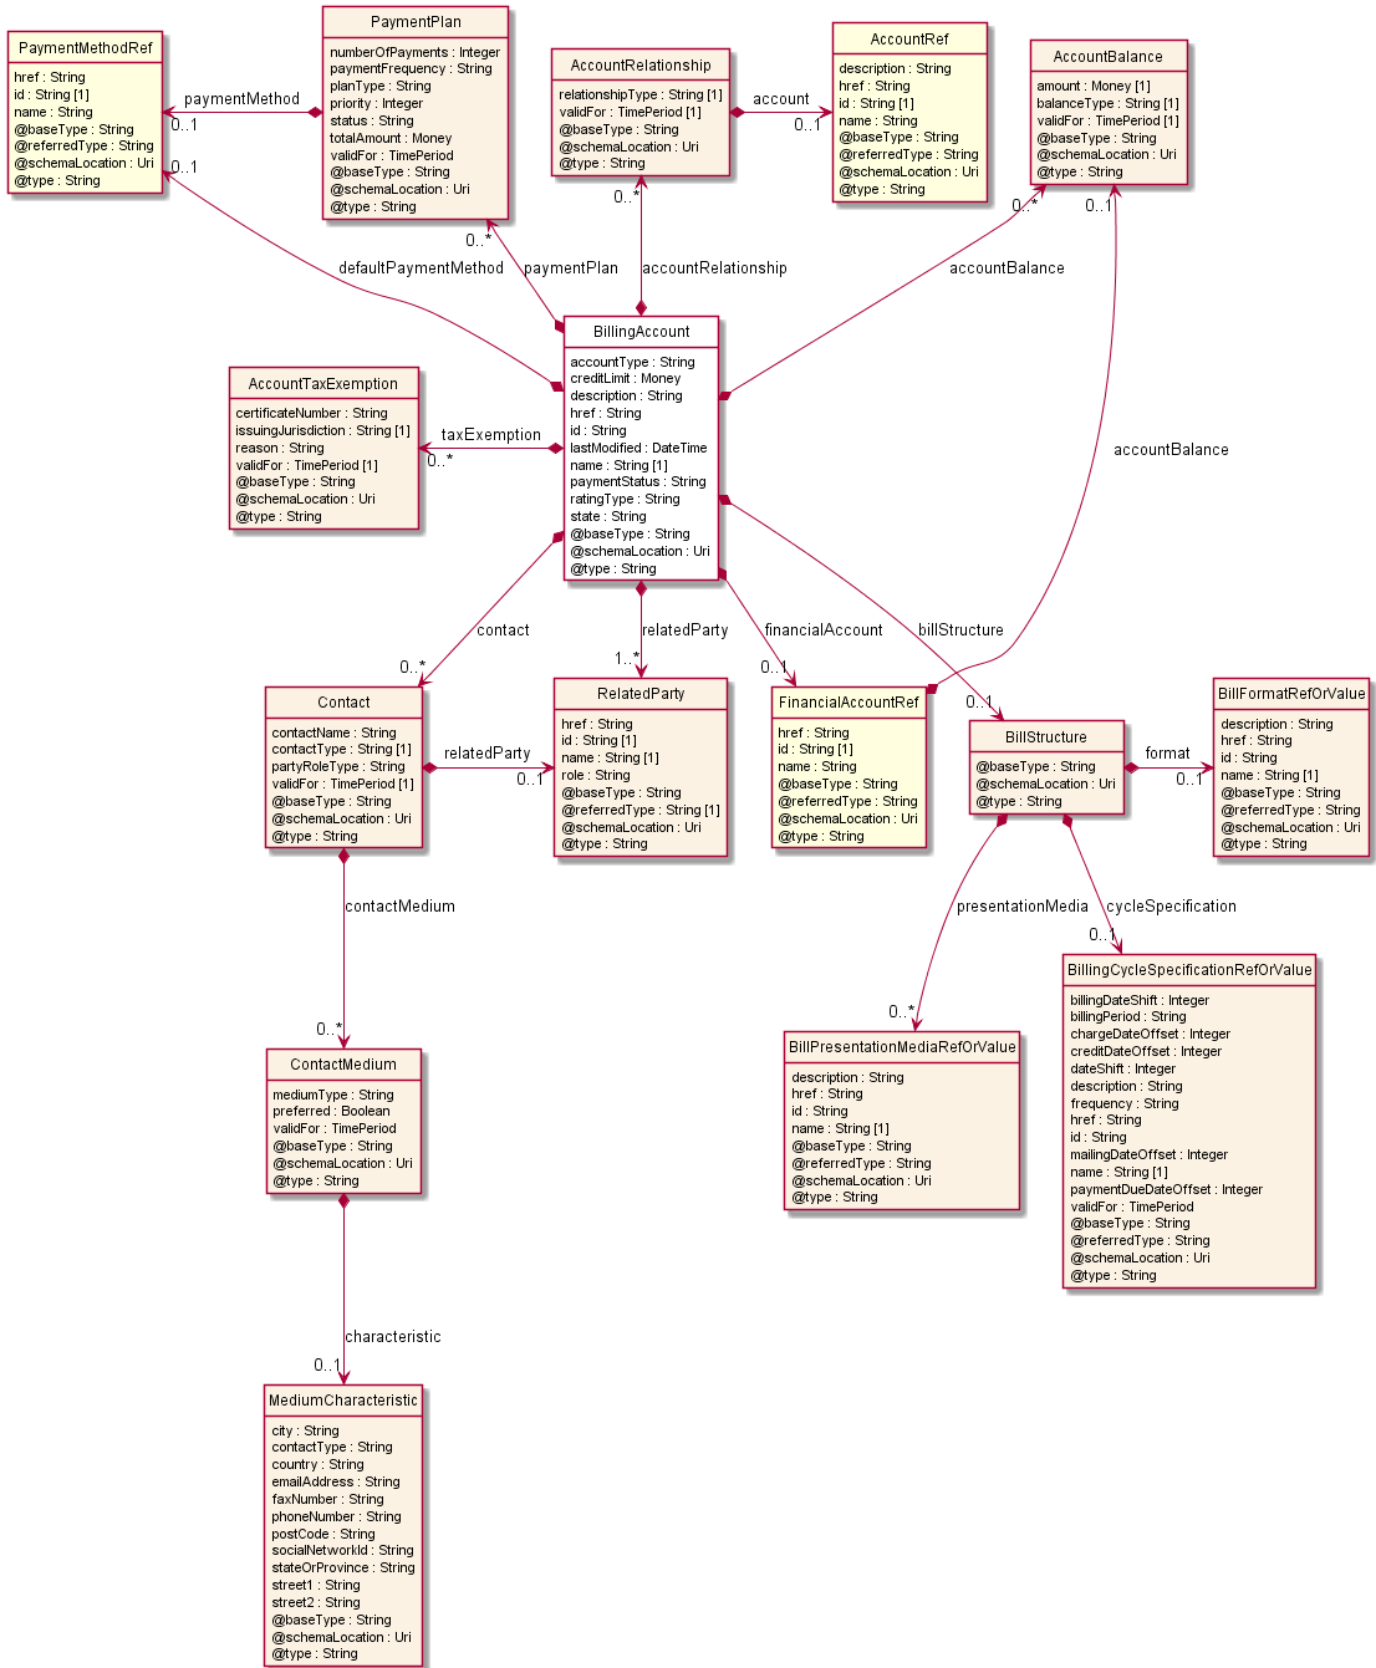 PaymentMethodRef
href : String
id : String [1]
name : String
@baseType : String
@referredType : String
@schemaLocation : Uri
@type : String
paymentMethod
0..1
0..1
PaymentPlan
numberOfPayments : Integer
paymentFrequency : String
planType : String
priority : Integer
status : String
totalAmount : Money
validFor : TimePeriod
@baseType : String
@schemaLocation : Uri
@type : String
0..*
AccountRelationship
relationshipType : String [1]
validFor : TimePeriod [1]
@baseType : String
@schemaLocation : Uri
@type : String
0..*
account
0..1
AccountRef
description : String
href : String
id : String [1]
name : String
@baseType : String
@referredType : String
@schemaLocation : Uri
@type : String
AccountBalance
amount : Money [1]
balanceType : String [1]
validFor : TimePeriod [1]
@baseType : String
@schemaLocation : Uri
@type : String
0..*
0..1
defaultPaymentMethod
paymentPlan
accountRelationship
accountBalance
BillingAccount
accountType : String
creditLimit : Money
description : String
href : String
id : String
lastModified : DateTime
name : String [1]
paymentStatus : String
ratingType : String
state : String
@baseType : String
@schemaLocation : Uri
@type : String
AccountTaxExemption
certificateNumber : String
issuingJurisdiction : String [1]
reason : String
validFor : TimePeriod [1]
@baseType : String
@schemaLocation : Uri
@type : String
taxExemption
0..*
accountBalance
contact
relatedParty
financialAccount
billStructure
0..*
1..*
0..1
0..1
Contact
contactName : String
contactType : String [1]
partyRoleType : String
validFor : TimePeriod [1]
@baseType : String
@schemaLocation : Uri
@type : String
relatedParty
0..1
RelatedParty
href : String
id : String [1]
name : String [1]
role : String
@baseType : String
@referredType : String [1]
@schemaLocation : Uri
@type : String
FinancialAccountRef
href : String
id : String [1]
name : String
@baseType : String
@referredType : String
@schemaLocation : Uri
@type : String
BillStructure
@baseType : String
@schemaLocation : Uri
@type : String
format
0..1
BillFormatRefOrValue
description : String
href : String
id : String
name : String [1]
@baseType : String
@referredType : String
@schemaLocation : Uri
@type : String
contactMedium
presentationMedia
cycleSpecification
0..*
0..*
0..1
ContactMedium
mediumType : String
preferred : Boolean
validFor : TimePeriod
@baseType : String
@schemaLocation : Uri
@type : String
BillPresentationMediaRefOrValue
description : String
href : String
id : String
name : String [1]
@baseType : String
@referredType : String
@schemaLocation : Uri
@type : String
BillingCycleSpecificationRefOrValue
billingDateShift : Integer
billingPeriod : String
chargeDateOffset : Integer
creditDateOffset : Integer
dateShift : Integer
description : String
frequency : String
href : String
id : String
mailingDateOffset : Integer
name : String [1]
paymentDueDateOffset : Integer
validFor : TimePeriod
@baseType : String
@referredType : String
@schemaLocation : Uri
@type : String
characteristic
0..1
MediumCharacteristic
city : String
contactType : String
country : String
emailAddress : String
faxNumber : String
phoneNumber : String
postCode : String
socialNetworkId : String
stateOrProvince : String
street1 : String
street2 : String
@baseType : String
@schemaLocation : Uri
@type : String